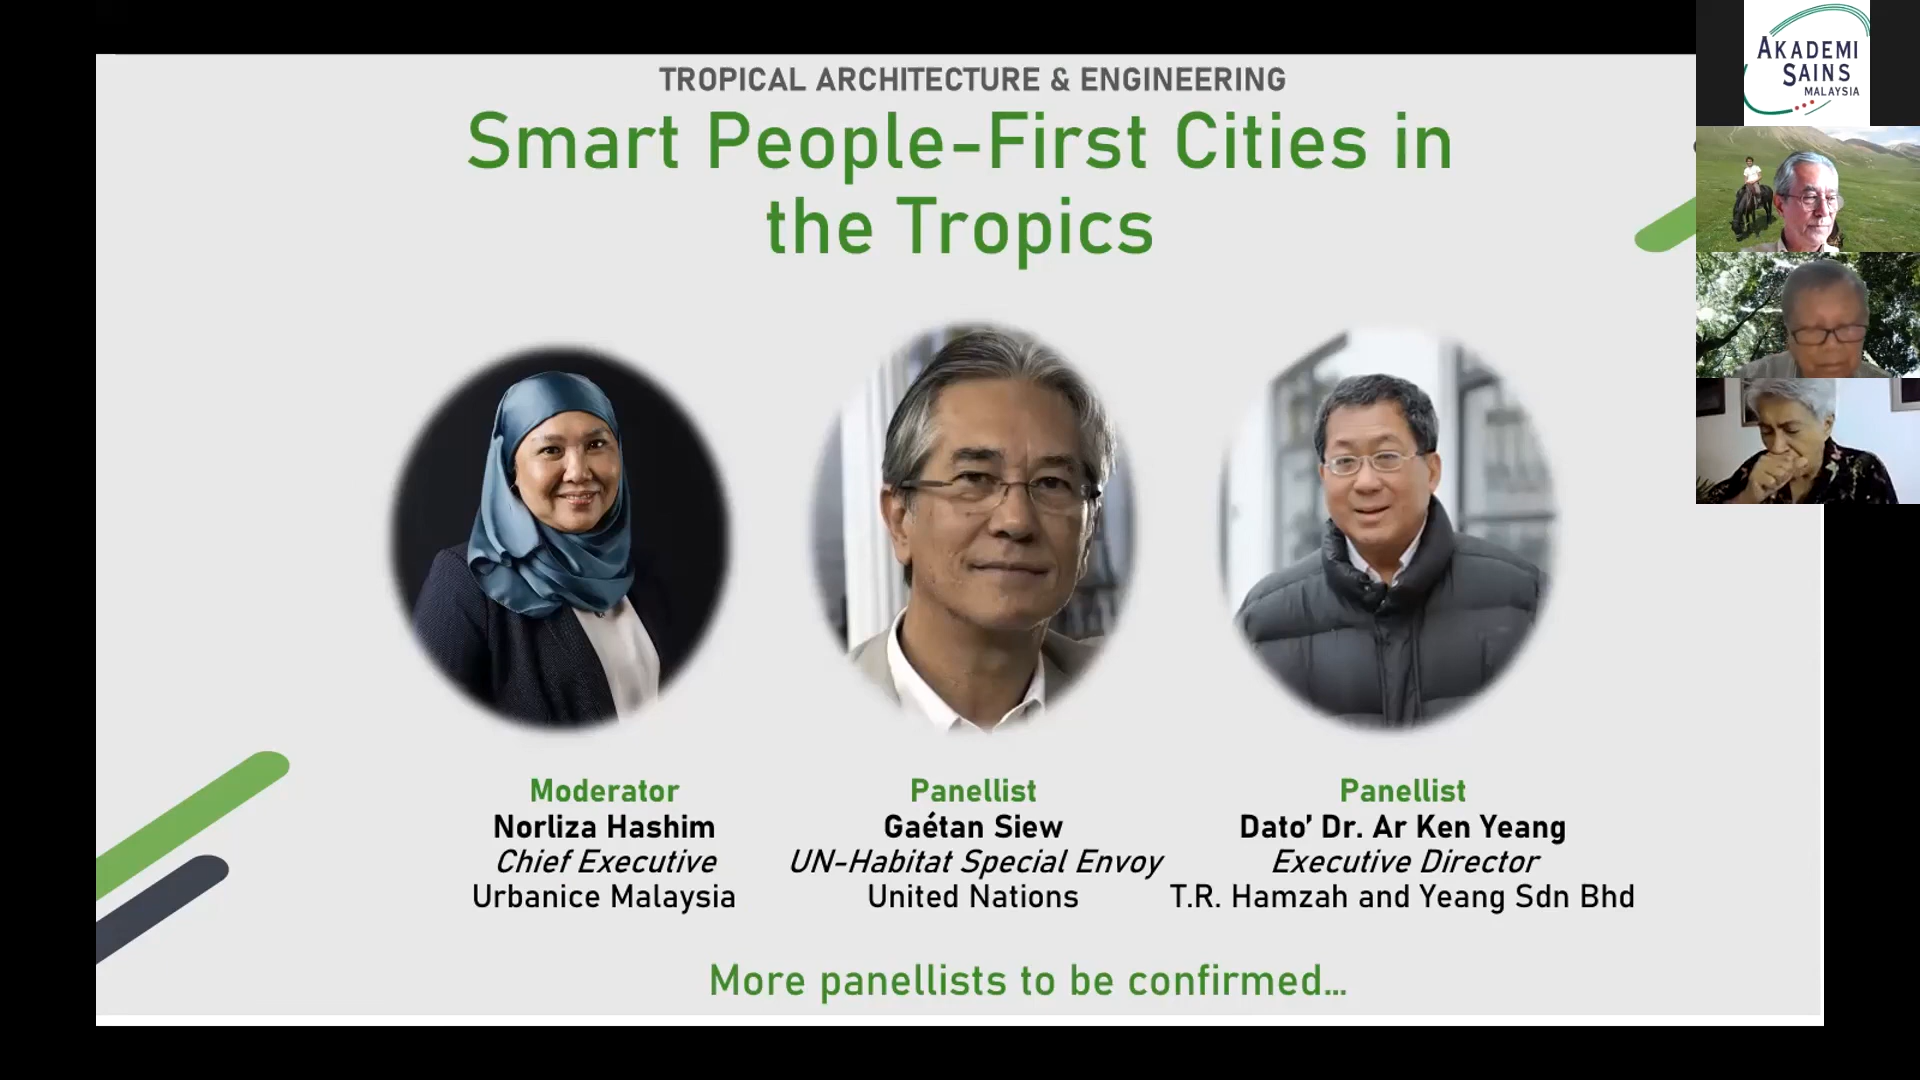 TROPICAL ARCHITECTURE & ENGINEERING
Smart People-First Cities in
the Tropics
Moderator
Norliza Hashim
Chief Executive
Urbanice Malaysia
Panellist
Gaétan Siew
UN-Habitat Special Envoy
United Nations
Panellist
Dato’ Dr. Ar Ken Yeang
Executive Director
T.R. Hamzah and Yeang Sdn Bhd
More panellists to be confirmed...
AKADEMI
SAINS
MALAYSIA